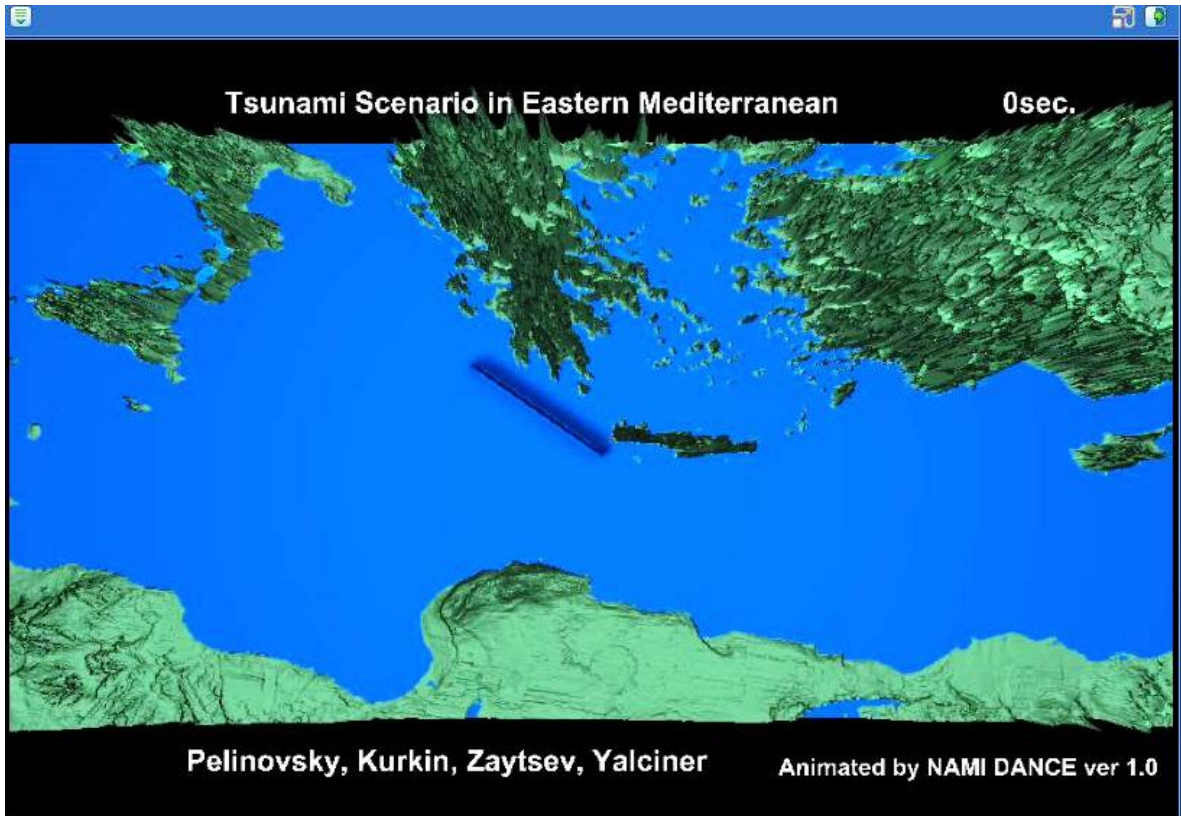 Tsunami Scenario in Eastern Mediterranean 0sec.
Pelinovsky, Kurkin, Zaytsev, Yalciner
Animated by NAMI DANCE ver 1.0